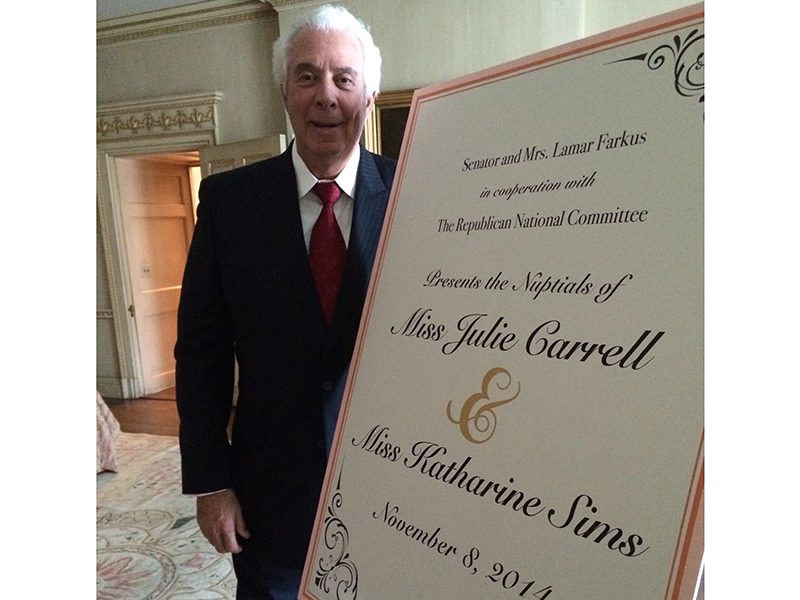 Senator and Mrs. Lamar Farkus
in cooperation with
The Republican National Committee
Presents the Nuptials of
Miss Julie Carrell
&
Miss Katharine Sims
November 8, 2014